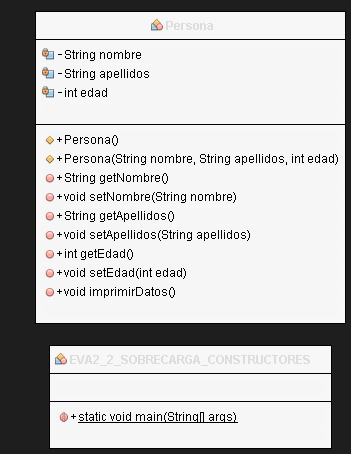 Persona
- String nombre
- String apellidos
- int edad
+ Persona()
+ Persona(String nombre, String apellidos, int edad)
+ String getNombre()
+ void setNombre(String nombre)
+ String getApellidos()
+ void setApellidos(String apellidos)
+ int getEdad()
+ void setEdad(int edad)
+ void imprimirDatos()
EVA2_2_SOBRECARGA_CONSTRUCTORES
+ static void main(String[] args)